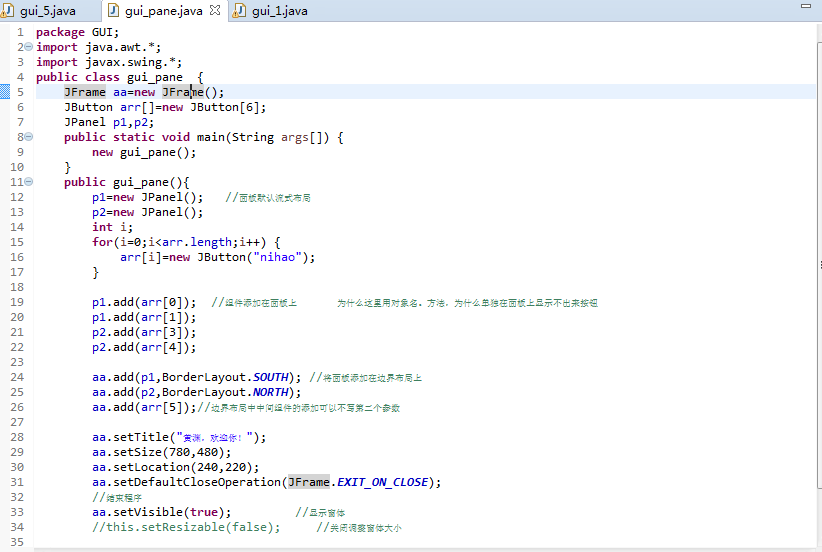 gui_5.java gui_pane.java gui_1.java
1 package GUI;
2 import java.awt.*;
3 import javax.swing.*;
4 public class gui_pane {
5 JFrame aa=new JFrame();
6 JButton arr[]=new JButton[6];
7 JPanel p1,p2;
8 public static void main(String args[]) {
9 new gui_pane();
10 }
11 public gui_pane(){
12 p1=new JPanel(); //面板默认流式布局
13 p2=new JPanel();
14 int i;
15 for(i=0;i<arr.length;i++) {
16 arr[i]=new JButton("nihao");
17 }
18
19 p1.add(arr[0]); //组件添加在面板上 为什么这里用对象名。方法，为什么单独在面板上显示不出来按钮
20 p1.add(arr[1]);
21 p2.add(arr[3]);
22 p2.add(arr[4]);
23
24 aa.add(p1,BorderLayout.SOUTH); //将面板添加在边界布局上
25 aa.add(p2,BorderLayout.NORTH);
26 aa.add(arr[5]);//边界布局中中间组件的添加可以不写第二个参数
27
28 aa.setTitle("黄渊，欢迎你！");
29 aa.setSize(780,480);
30 aa.setLocation(240,220);
31 aa.setDefaultCloseOperation(JFrame.EXIT_ON_CLOSE);
32 //结束程序
33 aa.setVisible(true); //显示窗体
34 //this.setResizable(false); //关闭调整窗体大小
35